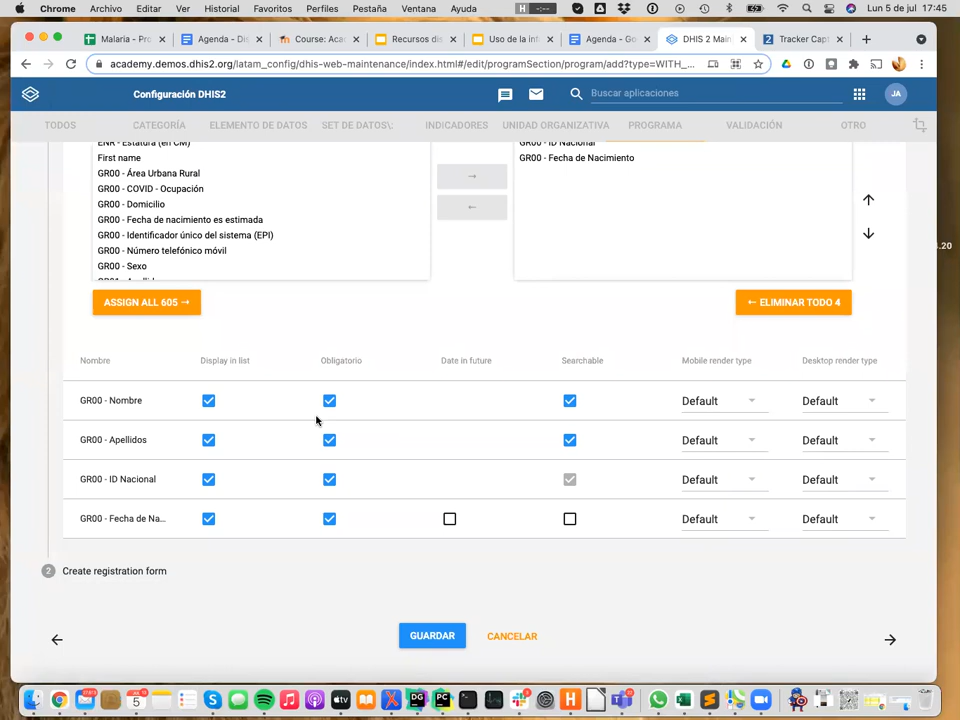 Chrome Archivo Editar Ver Historial Favoritos Perfiles Pestaña Ventana Ayuda Lun 5 de jul 17:45
Malaria - Pro Agenda - Dis Course: Aca Recursos dis Uso de la inf Agenda - Go DHIS 2 Main Tracker Capt
academy.demos.dhis2.org/latam_config/dhis-web-maintenance/index.html#/edit/programSection/program/add?type=WITH_...
Configuración DHIS2 Buscar aplicaciones JA
TODOS CATEGORÍA ELEMENTO DE DATOS SET DE DATOS\; INDICADORES UNIDAD ORGANIZATIVA PROGRAMA VALIDACIÓN OTRO
ENR - Estatura (en CM) GR00 - ID Nacional
First name GR00 - Fecha de Nacimiento
GR00 - Área Urbana Rural
GR00 - COVID - Ocupación
GR00 - Domicilio
GR00 - Fecha de nacimiento es estimada
GR00 - Identificador único del sistema (EPI)
GR00 - Número telefónico móvil
GR00 - Sexo
ASSIGN ALL 605 → ← ELIMINAR TODO 4
Nombre Display in list Obligatorio Date in future Searchable Mobile render type Desktop render type
GR00 - Nombre Default Default
GR00 - Apellidos Default Default
GR00 - ID Nacional Default Default
GR00 - Fecha de Na... Default Default
2 Create registration form
GUARDAR CANCELAR